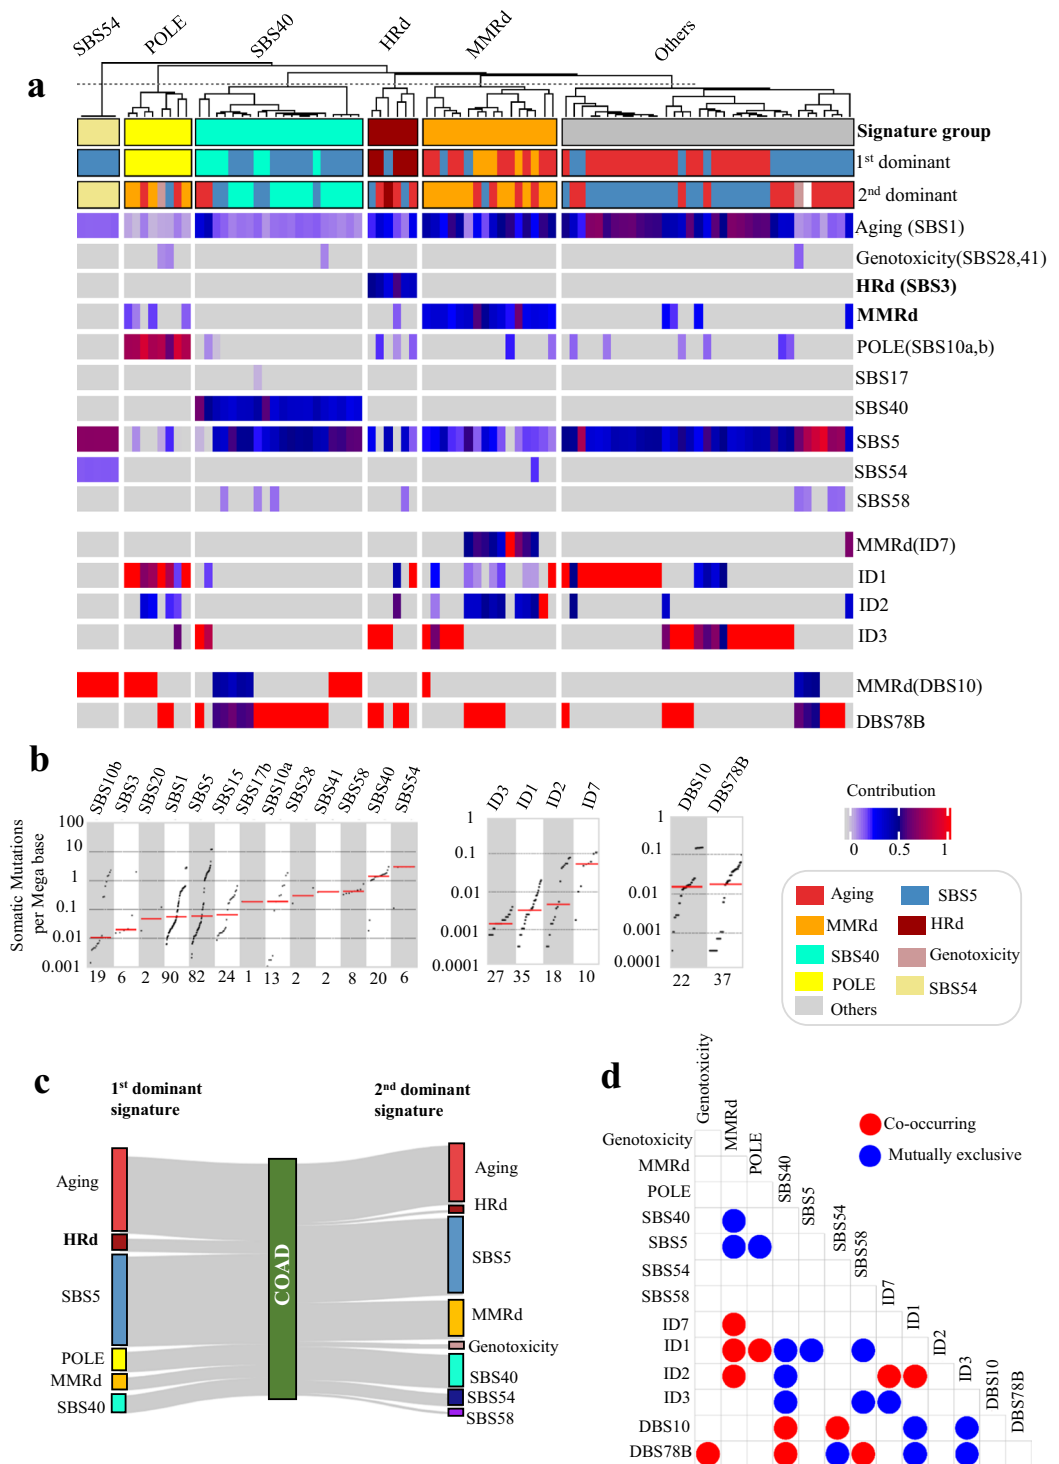 SBS54 POLE SBS40 HRd MMRd Others
a
Signature group
1st dominant
2nd dominant
Aging (SBS1)
Genotoxicity(SBS28,41)
HRd (SBS3)
MMRd
POLE(SBS10a,b)
SBS17
SBS40
SBS5
SBS54
SBS58
MMRd(ID7)
ID1
ID2
ID3
MMRd(DBS10)
DBS78B
b
SBS10b SBS3 SBS20 SBS1 SBS5 SBS15 SBS17b SBS10a SBS28 SBS41 SBS58 SBS40 SBS54
Somatic Mutations
per Mega base
100
10
1
0.1
0.01
0.001
19 6 2 90 82 24 1 13 2 2 8 20 6
ID3 ID1 ID2 ID7
1
0.1
0.01
0.001
0.0001
27 35 18 10
DBS10 DBS78B
1
0.1
0.01
0.001
0.0001
22 37
Contribution
0 0.5 1
Aging SBS5
MMRd HRd
SBS40 Genotoxicity
POLE SBS54
Others
c
1st dominant
signature
2nd dominant
signature
Aging
HRd
SBS5
POLE
MMRd
SBS40
COAD
Aging
HRd
SBS5
MMRd
Genotoxicity
SBS40
SBS54
SBS58
d
Co-occurring
Mutually exclusive
Genotoxicity MMRd POLE SBS40 SBS5 SBS54 SBS58 ID7 ID1 ID2 ID3 DBS10 DBS78B
Genotoxicity
MMRd
POLE
SBS40
SBS5
SBS54
SBS58
ID7
ID1
ID2
ID3
DBS10
DBS78B